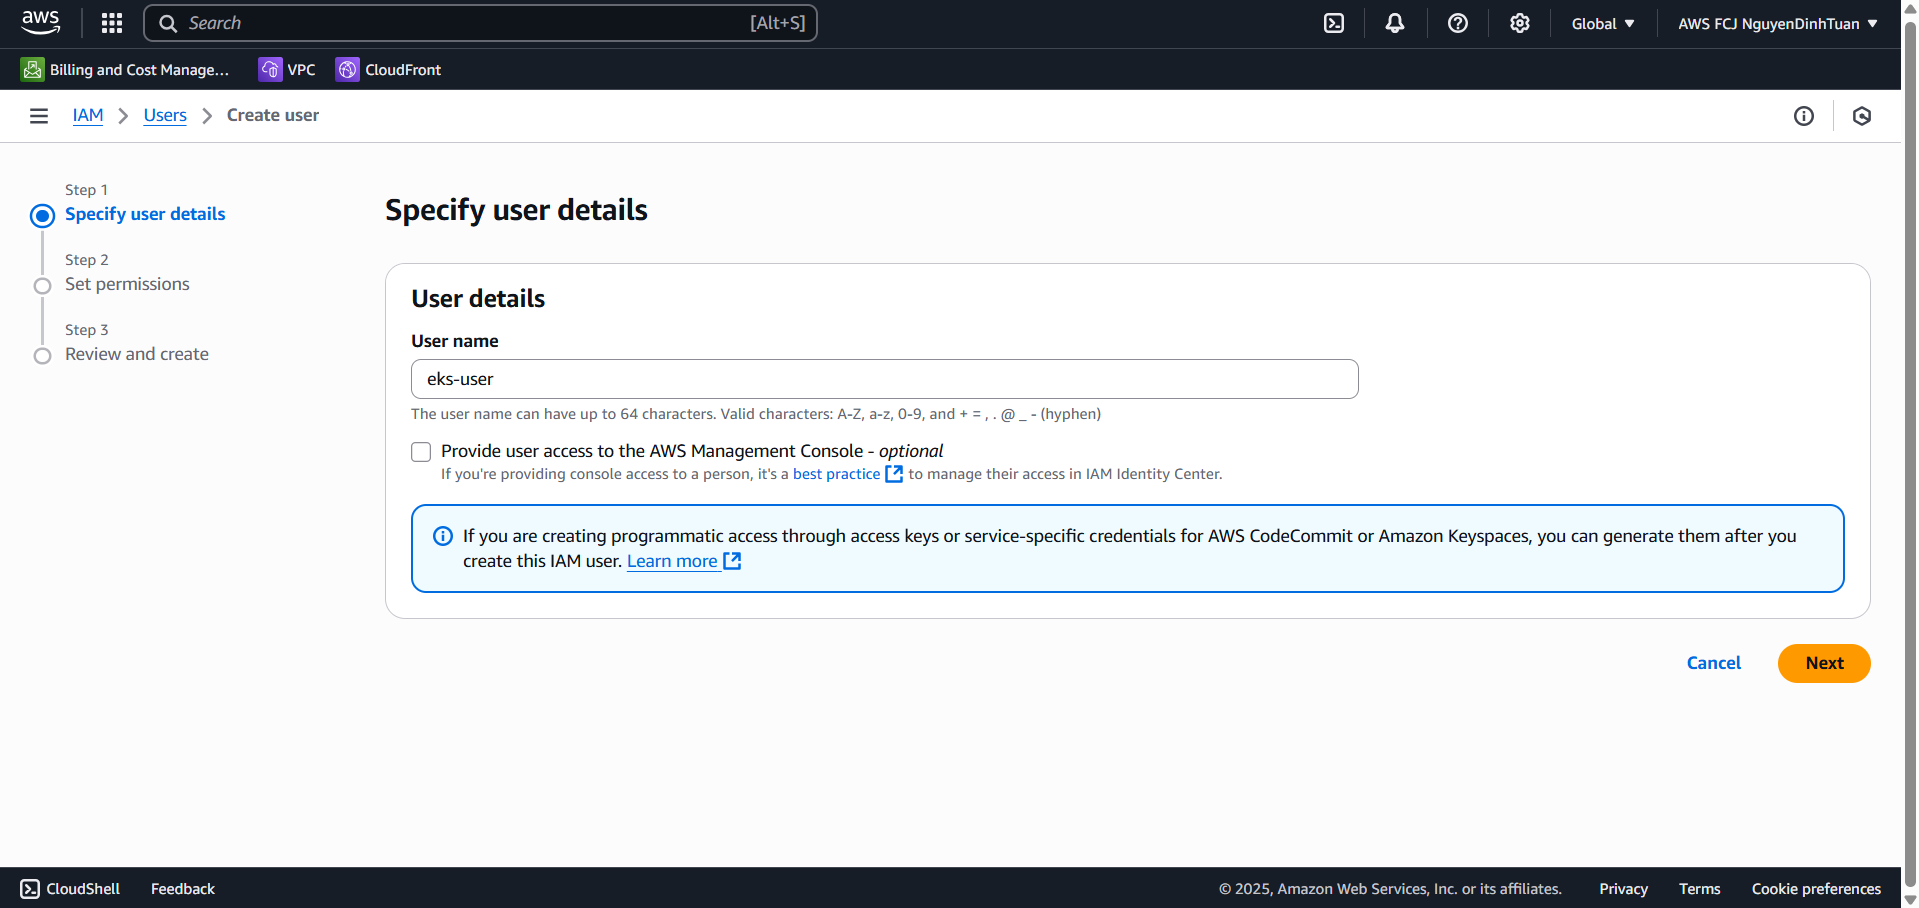 aws
Search [Alt+S]
Global
AWS FCJ NguyenDinhTuan
Billing and Cost Manage...
VPC
CloudFront
IAM
Users
Create user
Step 1
Specify user details
Step 2
Set permissions
Step 3
Review and create
Specify user details
User details
User name
eks-user
The user name can have up to 64 characters. Valid characters: A-Z, a-z, 0-9, and + = , . @ _ - (hyphen)
Provide user access to the AWS Management Console - optional
If you're providing console access to a person, it's a best practice to manage their access in IAM Identity Center.
If you are creating programmatic access through access keys or service-specific credentials for AWS CodeCommit or Amazon Keyspaces, you can generate them after you
create this IAM user. Learn more
Cancel
Next
CloudShell
Feedback
© 2025, Amazon Web Services, Inc. or its affiliates.
Privacy
Terms
Cookie preferences